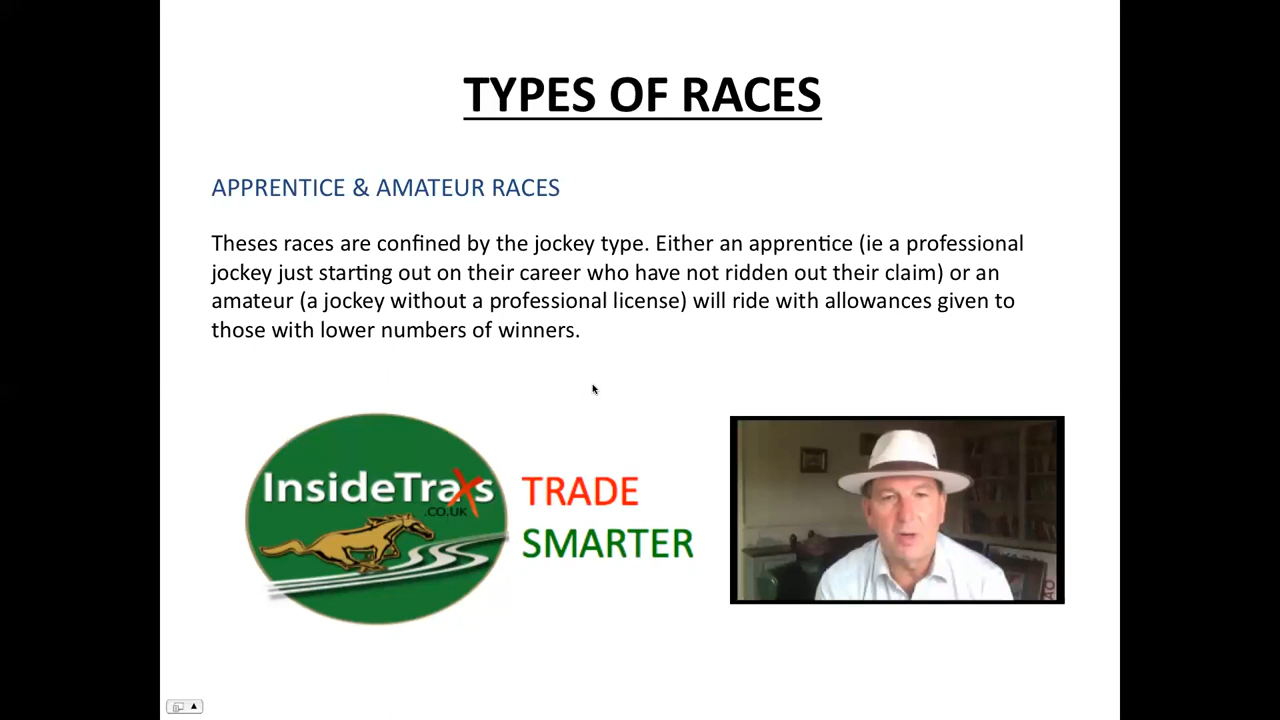 TYPES OF RACES
APPRENTICE & AMATEUR RACES
Theses races are confined by the jockey type. Either an apprentice (ie a professional
jockey just starting out on their career who have not ridden out their claim) or an
amateur (a jockey without a professional license) will ride with allowances given to
those with lower numbers of winners.
InsideTraXs
.CO.UK
TRADE
SMARTER